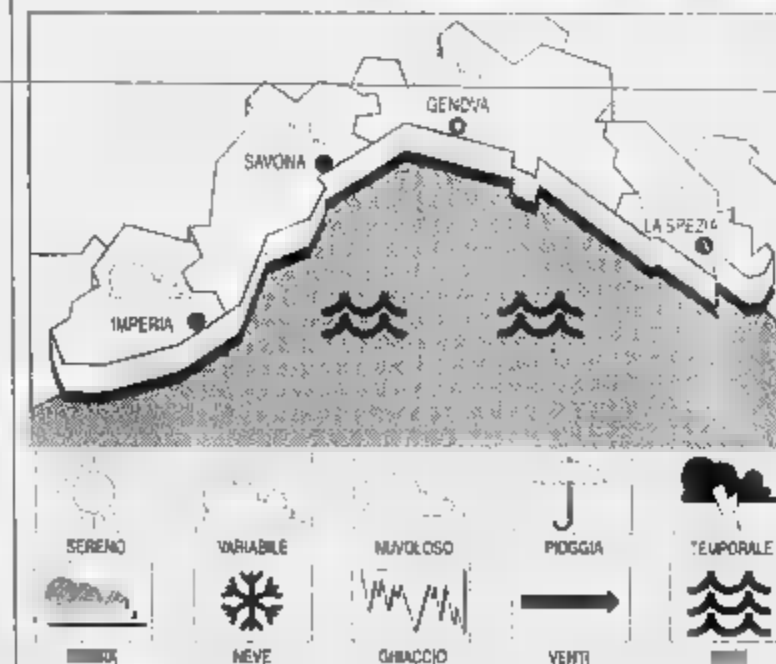 GENOVA
SAVONA
LA SPEZIA
IMPERIA
SERENO VARIABILE NUVOLOSO PIOGGIA TEMPORALE
NEVE GHIACCIO VENTI